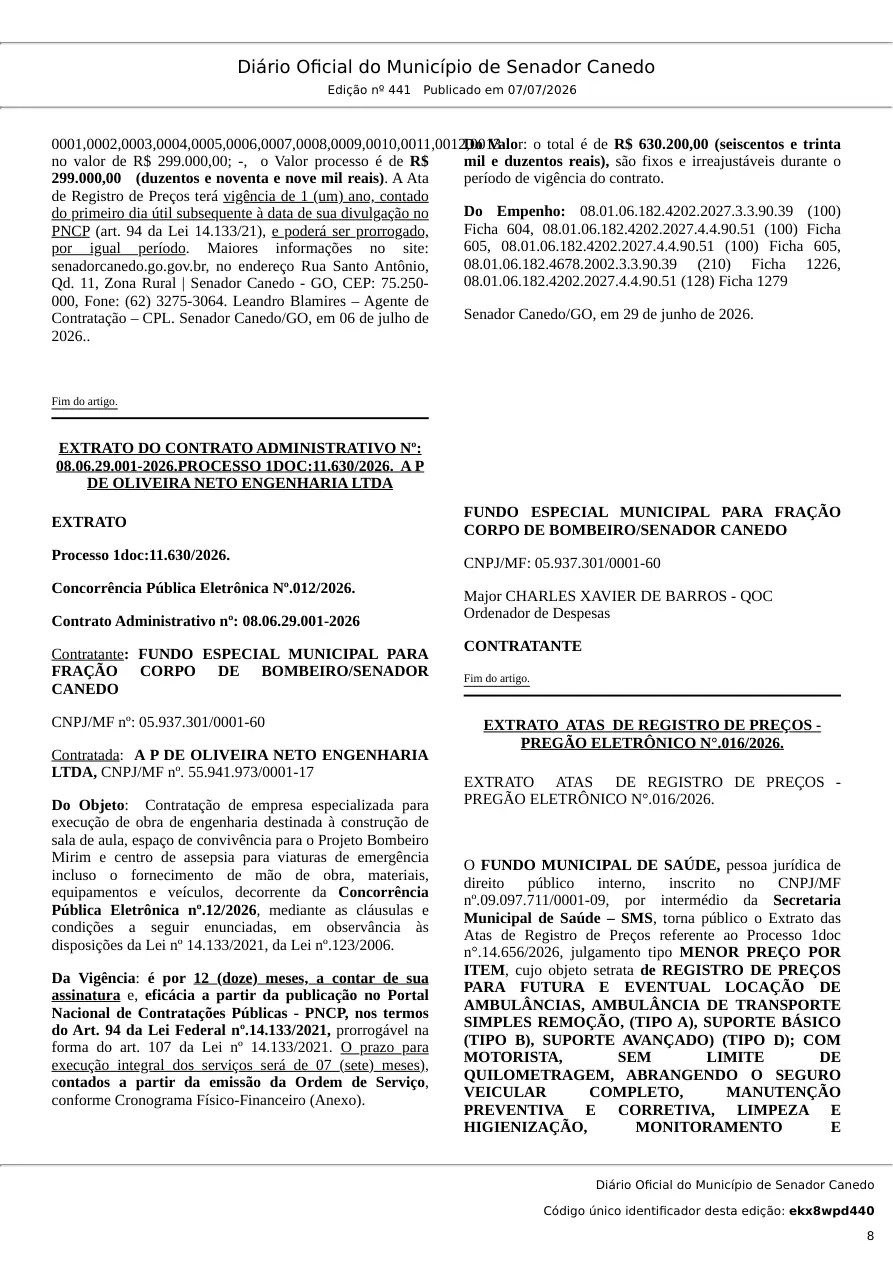 Diário Oficial do Município de Senador Canedo
Edição nº 441 Publicado em 07/07/2026
0001,0002,0003,0004,0005,0006,0007,0008,0009,0010,0011,0012,0013
no valor de R$ 299.000,00; -, o Valor processo é de R$
299.000,00 (duzentos e noventa e nove mil reais). A Ata
de Registro de Preços terá vigência de 1 (um) ano, contado
do primeiro dia útil subsequente à data de sua divulgação no
PNCP (art. 94 da Lei 14.133/21), e poderá ser prorrogado,
por igual período. Maiores informações no site:
senadorcanedo.go.gov.br, no endereço Rua Santo Antônio,
Qd. 11, Zona Rural | Senador Canedo - GO, CEP: 75.250-
000, Fone: (62) 3275-3064. Leandro Blamires – Agente de
Contratação – CPL. Senador Canedo/GO, em 06 de julho de
2026..
Fim do artigo.
EXTRATO DO CONTRATO ADMINISTRATIVO Nº:
08.06.29.001-2026.PROCESSO 1DOC:11.630/2026. A P
DE OLIVEIRA NETO ENGENHARIA LTDA
EXTRATO
Processo 1doc:11.630/2026.
Concorrência Pública Eletrônica Nº.012/2026.
Contrato Administrativo nº: 08.06.29.001-2026
Contratante: FUNDO ESPECIAL MUNICIPAL PARA
FRAÇÃO CORPO DE BOMBEIRO/SENADOR
CANEDO
CNPJ/MF nº: 05.937.301/0001-60
Contratada: A P DE OLIVEIRA NETO ENGENHARIA
LTDA, CNPJ/MF nº. 55.941.973/0001-17
Do Objeto: Contratação de empresa especializada para
execução de obra de engenharia destinada à construção de
sala de aula, espaço de convivência para o Projeto Bombeiro
Mirim e centro de assepsia para viaturas de emergência
incluso o fornecimento de mão de obra, materiais,
equipamentos e veículos, decorrente da Concorrência
Pública Eletrônica nº.12/2026, mediante as cláusulas e
condições a seguir enunciadas, em observância às
disposições da Lei nº 14.133/2021, da Lei nº.123/2006.
Da Vigência: é por 12 (doze) meses, a contar de sua
assinatura e, eficácia a partir da publicação no Portal
Nacional de Contratações Públicas - PNCP, nos termos
do Art. 94 da Lei Federal nº.14.133/2021, prorrogável na
forma do art. 107 da Lei nº 14.133/2021. O prazo para
execução integral dos serviços será de 07 (sete) meses),
contados a partir da emissão da Ordem de Serviço,
conforme Cronograma Físico-Financeiro (Anexo).
Do Valor: o total é de R$ 630.200,00 (seiscentos e trinta
mil e duzentos reais), são fixos e irreajustáveis durante o
período de vigência do contrato.
Do Empenho: 08.01.06.182.4202.2027.3.3.90.39 (100)
Ficha 604, 08.01.06.182.4202.2027.4.4.90.51 (100) Ficha
605, 08.01.06.182.4202.2027.4.4.90.51 (100) Ficha 605,
08.01.06.182.4678.2002.3.3.90.39 (210) Ficha 1226,
08.01.06.182.4202.2027.4.4.90.51 (128) Ficha 1279
Senador Canedo/GO, em 29 de junho de 2026.
FUNDO ESPECIAL MUNICIPAL PARA FRAÇÃO
CORPO DE BOMBEIRO/SENADOR CANEDO
CNPJ/MF: 05.937.301/0001-60
Major CHARLES XAVIER DE BARROS - QOC
Ordenador de Despesas
CONTRATANTE
Fim do artigo.
EXTRATO ATAS DE REGISTRO DE PREÇOS -
PREGÃO ELETRÔNICO N°.016/2026.
EXTRATO ATAS DE REGISTRO DE PREÇOS -
PREGÃO ELETRÔNICO N°.016/2026.
O FUNDO MUNICIPAL DE SAÚDE, pessoa jurídica de
direito público interno, inscrito no CNPJ/MF
nº.09.097.711/0001-09, por intermédio da Secretaria
Municipal de Saúde – SMS, torna público o Extrato das
Atas de Registro de Preços referente ao Processo 1doc
n°.14.656/2026, julgamento tipo MENOR PREÇO POR
ITEM, cujo objeto setrata de REGISTRO DE PREÇOS
PARA FUTURA E EVENTUAL LOCAÇÃO DE
AMBULÂNCIAS, AMBULÂNCIA DE TRANSPORTE
SIMPLES REMOÇÃO, (TIPO A), SUPORTE BÁSICO
(TIPO B), SUPORTE AVANÇADO) (TIPO D); COM
MOTORISTA, SEM LIMITE DE
QUILOMETRAGEM, ABRANGENDO O SEGURO
VEICULAR COMPLETO, MANUTENÇÃO
PREVENTIVA E CORRETIVA, LIMPEZA E
HIGIENIZAÇÃO, MONITORAMENTO E
Diário Oficial do Município de Senador Canedo
Código único identificador desta edição: ekx8wpd440
8